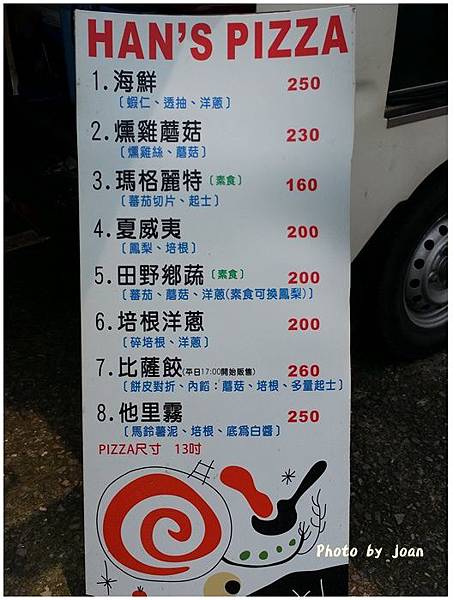 HAN'S PIZZA
1.海鮮 250
〔蝦仁、透抽、洋蔥〕
2.燻雞蘑菇 230
〔燻雞絲、蘑菇〕
3.瑪格麗特〔素食〕 160
〔蕃茄切片、起士〕
4.夏威夷 200
〔鳳梨、培根〕
5.田野鄉蔬〔素食〕 200
〔蕃茄、蘑菇、洋蔥(素食可換鳳梨)〕
6.培根洋蔥 200
〔碎培根、洋蔥〕
7.比薩餃(平日17:00開始販售) 260
〔餅皮對折、內餡：蘑菇、培根、多量起士〕
8.他里霧 250
〔馬鈴薯泥、培根、底為白醬〕
PIZZA尺寸 13吋
Photo by joan